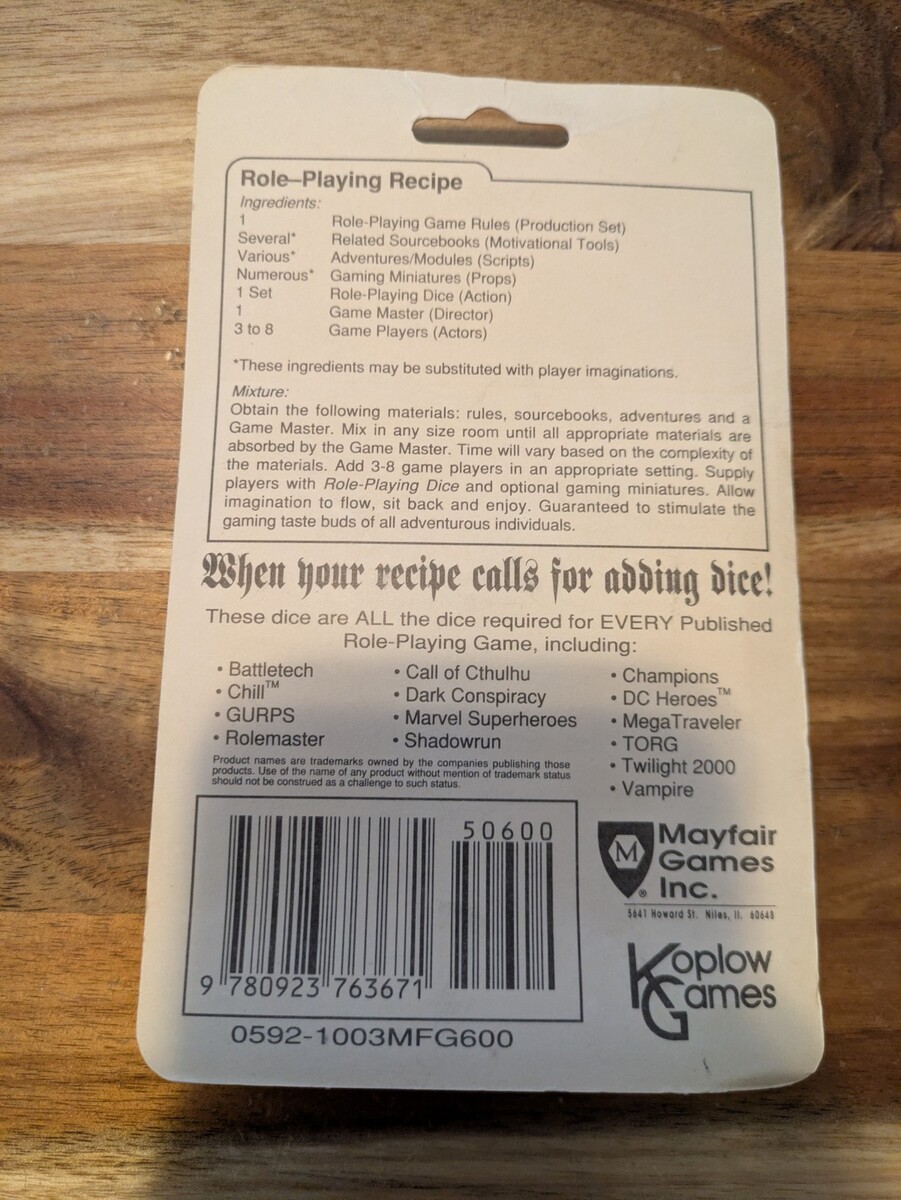 Role–Playing Recipe
Ingredients:
1 Role-Playing Game Rules (Production Set)
Several* Related Sourcebooks (Motivational Tools)
Various* Adventures/Modules (Scripts)
Numerous* Gaming Miniatures (Props)
1 Set Role-Playing Dice (Action)
1 Game Master (Director)
3 to 8 Game Players (Actors)
*These ingredients may be substituted with player imaginations.
Mixture:
Obtain the following materials: rules, sourcebooks, adventures and a
Game Master. Mix in any size room until all appropriate materials are
absorbed by the Game Master. Time will vary based on the complexity of
the materials. Add 3-8 game players in an appropriate setting. Supply
players with Role-Playing Dice and optional gaming miniatures. Allow
imagination to flow, sit back and enjoy. Guaranteed to stimulate the
gaming taste buds of all adventurous individuals.
When your recipe calls for adding dice!
These dice are ALL the dice required for EVERY Published
Role-Playing Game, including:
• Battletech
• Chill™
• GURPS
• Rolemaster
• Call of Cthulhu
• Dark Conspiracy
• Marvel Superheroes
• Shadowrun
• Champions
• DC Heroes™
• MegaTraveler
• TORG
• Twilight 2000
• Vampire
Product names are trademarks owned by the companies publishing those
products. Use of the name of any product without mention of trademark status
should not be construed as a challenge to such status.
50600
9 780923 763671
0592-1003MFG600
M
®
Mayfair
Games
Inc.
5641 Howard St. Niles, Il. 60648
Koplow
Games